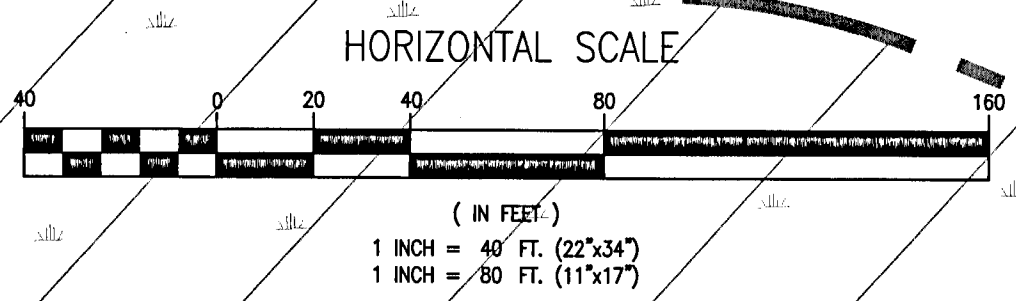 HORIZONTAL SCALE
40 0 20 40 80 160
( IN FEET )
1 INCH = 40 FT. (22"x34")
1 INCH = 80 FT. (11"x17")